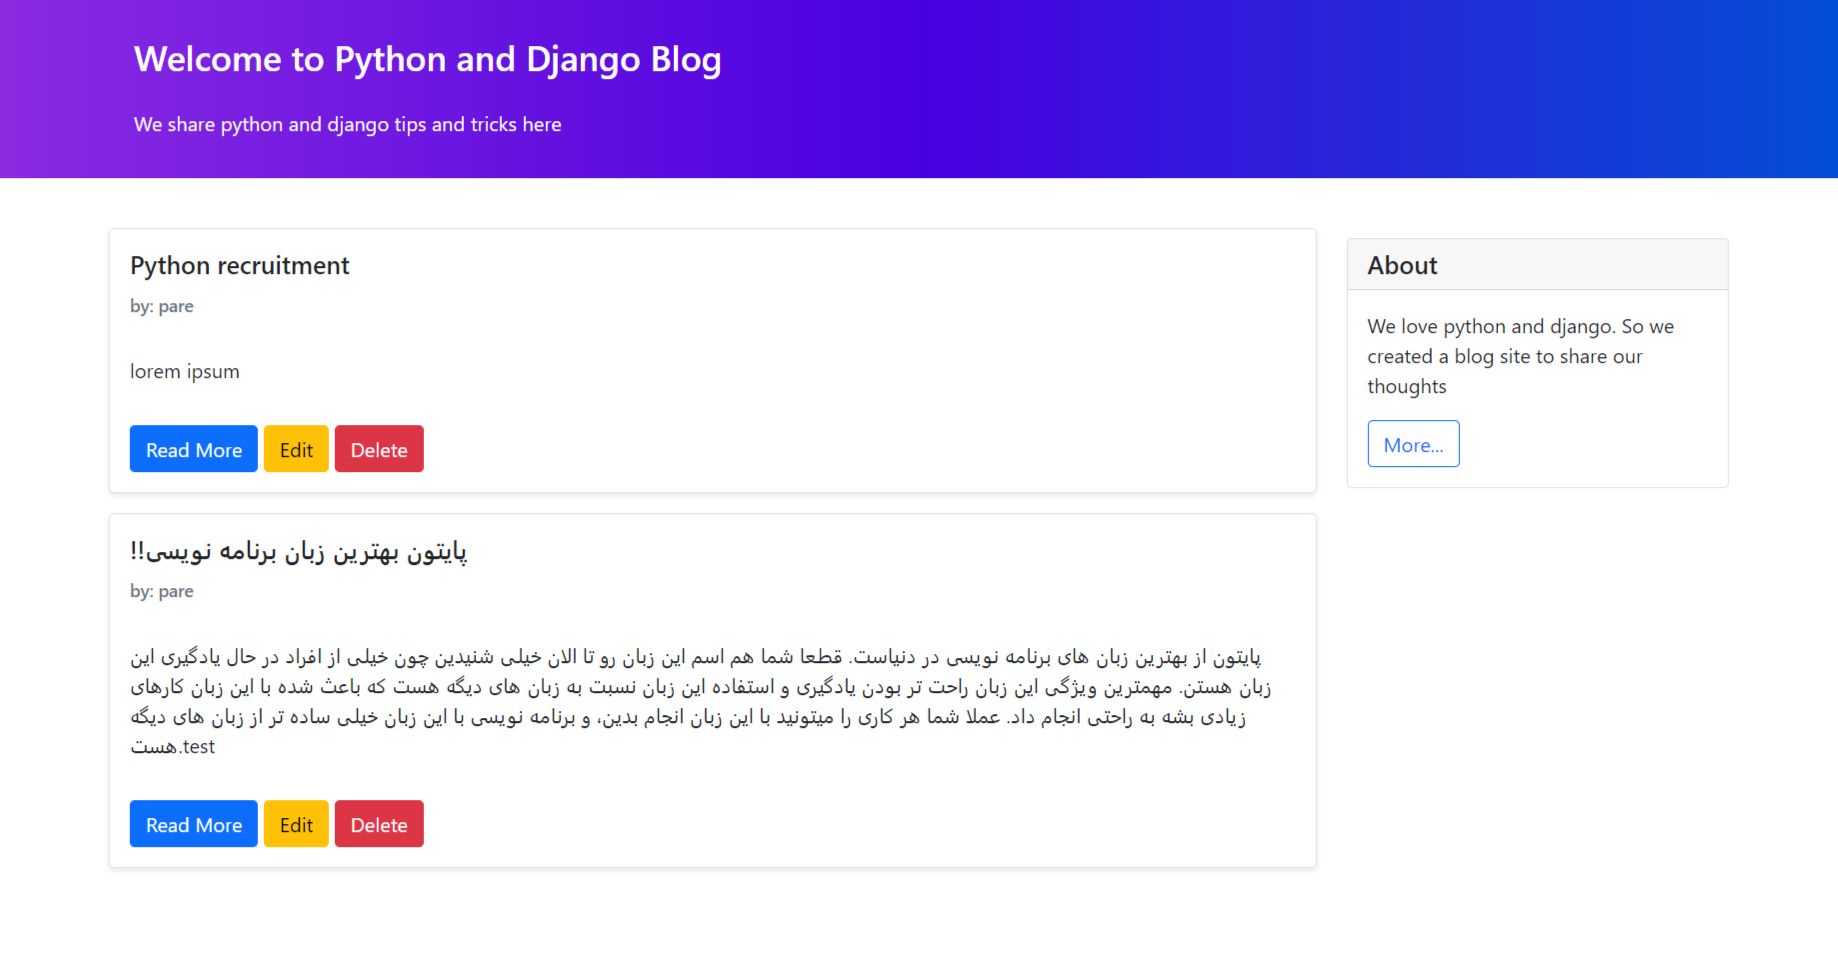 Welcome to Python and Django Blog
We share python and django tips and tricks here
Python recruitment
by: pare
lorem ipsum
Read More Edit Delete
پایتون بهترین زبان برنامه نویسی!!
by: pare
پایتون از بهترین زبان های برنامه نویسی در دنیاست. قطعا شما هم اسم این زبان رو تا الان خیلی شنیدین چون خیلی از افراد در حال یادگیری این
زبان هستن. مهمترین ویژگی این زبان راحت تر بودن یادگیری و استفاده این زبان نسبت به زبان های دیگه هست که باعث شده با این زبان کارهای
زیادی بشه به راحتی انجام داد. عملا شما هر کاری را میتونید با این زبان انجام بدین، و برنامه نویسی با این زبان خیلی ساده تر از زبان های دیگه
هست.test
Read More Edit Delete
About
We love python and django. So we
created a blog site to share our
thoughts
More...